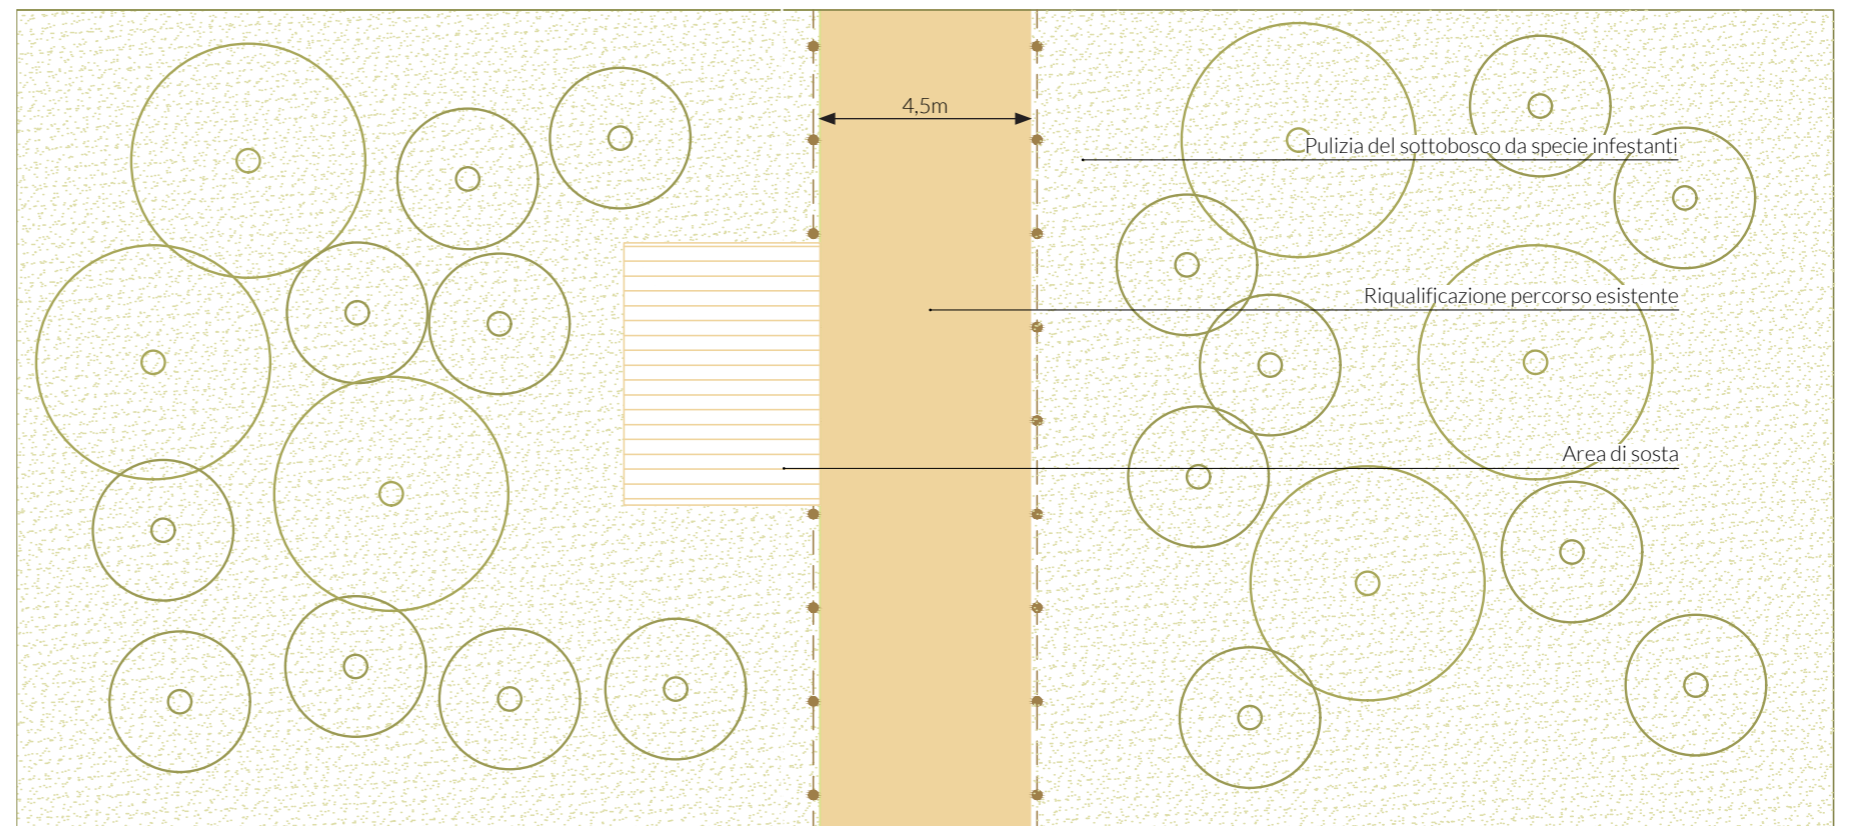 4,5m
Pulizia del sottobosco da specie infestanti
Riqualificazione percorso esistente
Area di sosta